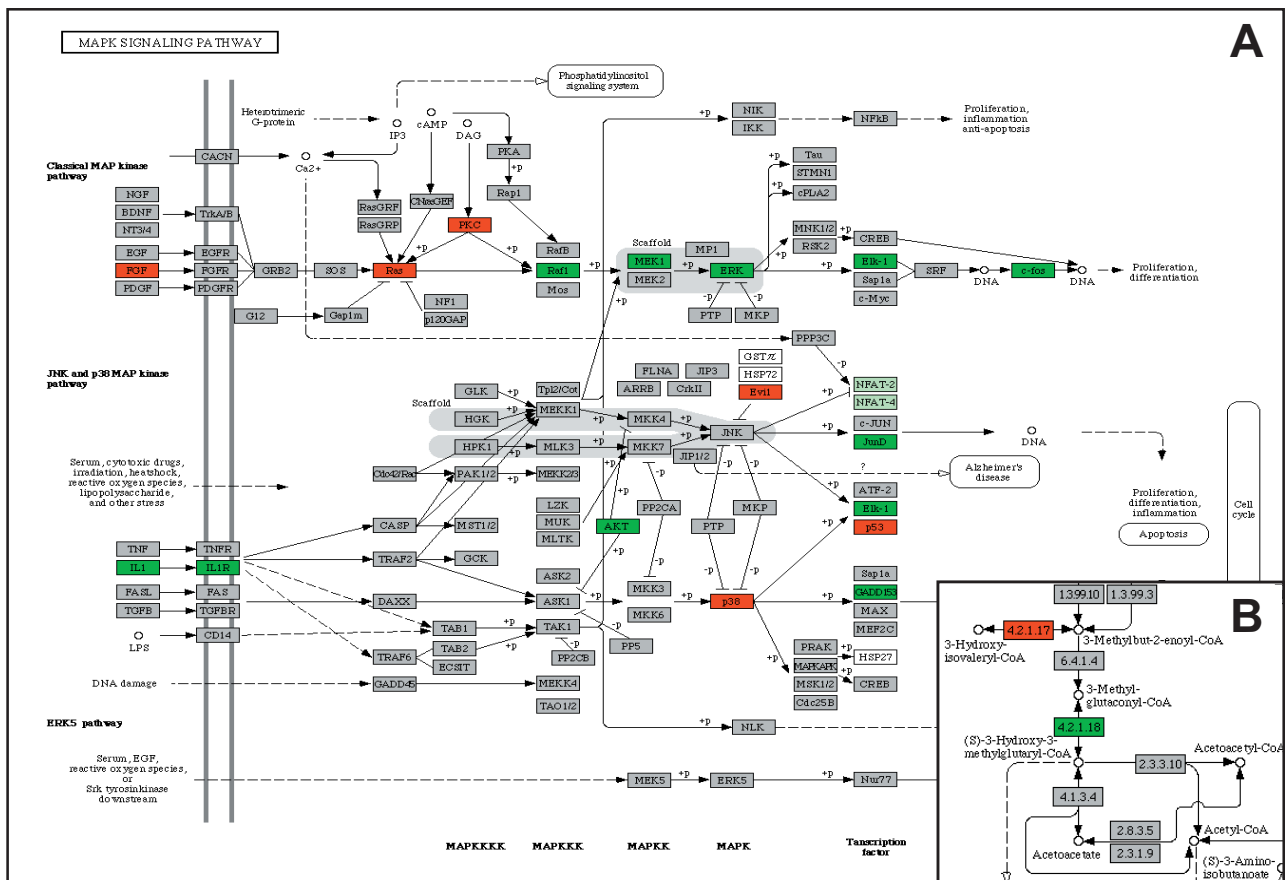 A
MAPK SIGNALING PATHWAY
Phosphatidylinositol
signaling system
Heterotrimeric
G-protein
IP3
cAMP
DAG
+p
NIK
IKK
NFkB
Proliferation,
inflammation
anti-apoptosis
Classical MAP kinase
pathway
CACN
Ca2+
PKA
+p
Rap1
Tau
STMN1
cPLA2
NGF
BDNF
NT3/4
TrkA/B
RasGRF
RasGRP
CNrasGEF
PKC
+p
+p
RafB
Scaffold
MP1
+p
MNK1/2
RSK2
+p
CREB
EGF
EGFR
FGF
FGFR
PDGF
PDGFR
GRB2
SOS
Ras
Raf1
Mos
+p
MEK1
MEK2
+p
ERK
+p
Elk-1
Sap1a
c-Myc
SRF
DNA
c-fos
DNA
Proliferation,
differentiation
G12
Gap1m
NF1
p120GAP
+p
-p
-p
PTP
MKP
PPP3C
-p
JNK and p38 MAP kinase
pathway
GSTπ
HSP72
Evi1
FLNA
JIP3
ARRB
CrkII
NFAT-2
NFAT-4
GLK
+p
Tpl2/Cot
Scaffold
HGK
+p
MEKK1
+p
MKK4
+p
JNK
+p
+p
c-JUN
JunD
DNA
HPK1
+p
MLK3
+p
MKK7
+p
JIP1/2
?
Alzheimer's
disease
Serum, cytotoxic drugs,
irradiation, heatshock,
reactive oxygen species,
lipopolysaccharide,
and other stress
Cdc42/Rac
PAK1/2
+p
MEKK2/3
+p
-p
-p
-p
-p
+p
ATF-2
Elk-1
p53
Proliferation,
differentiation,
inflammation
Apoptosis
Cell
cycle
LZK
MUK
MLTK
PP2CA
AKT
PTP
MKP
CASP
MST1/2
TNF
TNFR
IL1
IL1R
TRAF2
GCK
+p
-p
-p
-p
+p
FASL
FAS
TGFB
TGFBR
DAXX
ASK2
ASK1
+p
MKK3
MKK6
+p
p38
+p
Sap1a
GADD153
MAX
MEF2C
LPS
CD14
TAB1
+p
TAK1
-p
-p
PP5
PP2CB
TRAF6
TAB2
ECSIT
+p
+p
PRAK
MAPKAPK
MSK1/2
Cdc25B
+p
+p
HSP27
CREB
DNA damage
GADD45
MEKK4
TAO1/2
ERK5 pathway
+p
NLK
Serum, EGF,
reactive oxygen species,
or
Srk tyrosinkinase
downstream
MEK5
+p
ERK5
+p
Nur77
MAPKKKK
MAPKKK
MAPKK
MAPK
Tanscription
factor
B
1.3.99.10
1.3.99.3
4.2.1.17
3-Hydroxy-
isovaleryl-CoA
3-Methylbut-2-enoyl-CoA
6.4.1.4
3-Methyl-
glutaconyl-CoA
4.2.1.18
(S)-3-Hydroxy-3-
methylglutaryl-CoA
Acetoacetyl-CoA
2.3.3.10
4.1.3.4
2.8.3.5
2.3.1.9
Acetoacetate
Acetyl-CoA
(S)-3-Amino-
isobutanoate